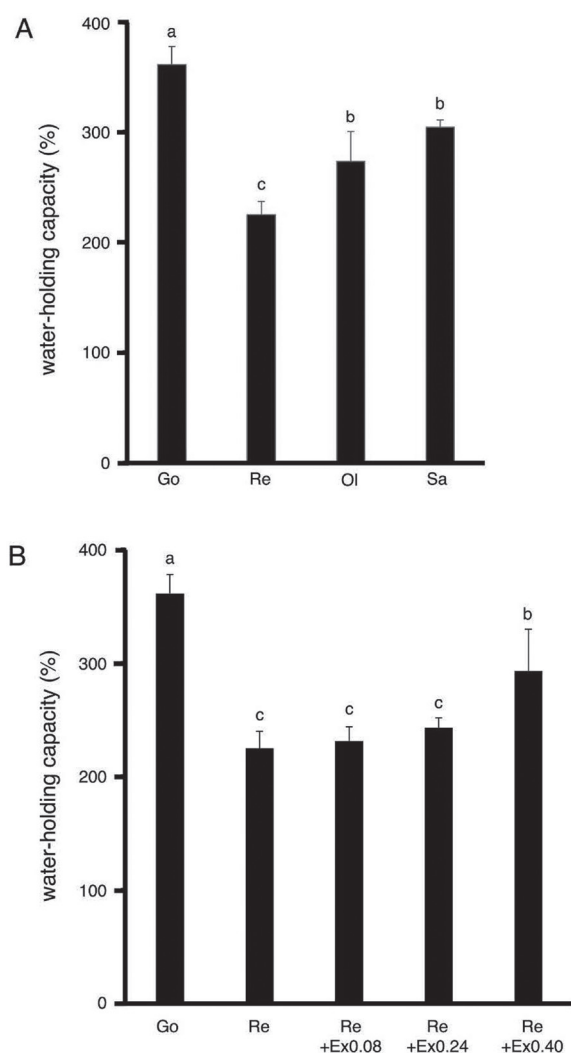 A
water-holding capacity (%)
400
300
200
100
0
a
c
b
b
Go
Re
Ol
Sa
B
water-holding capacity (%)
400
300
200
100
0
a
c
c
c
b
Go
Re
Re
+Ex0.08
Re
+Ex0.24
Re
+Ex0.40